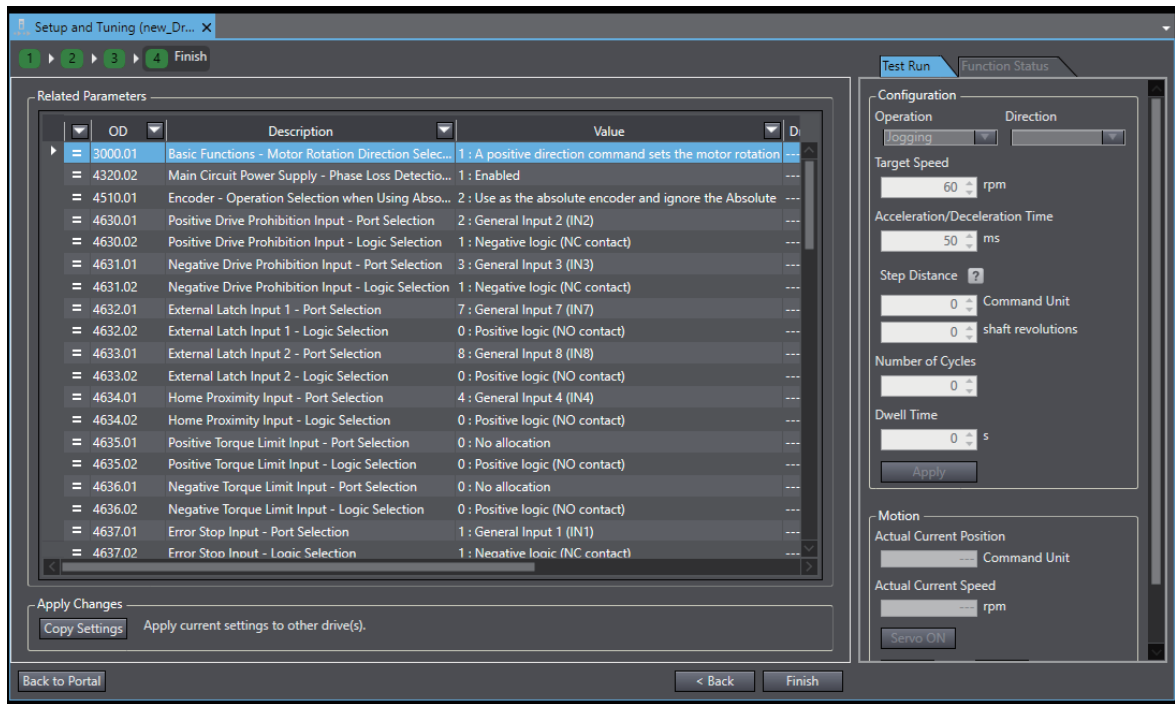 Setup and Tuning (new_Dr... X
1 2 3 4 Finish
Related Parameters
OD Description Value
= 3000.01 Basic Functions - Motor Rotation Direction Selec... 1 : A positive direction command sets the motor rotation ---
= 4320.02 Main Circuit Power Supply - Phase Loss Detectio... 1 : Enabled ---
= 4510.01 Encoder - Operation Selection when Using Abso... 2 : Use as the absolute encoder and ignore the Absolute ---
= 4630.01 Positive Drive Prohibition Input - Port Selection 2 : General Input 2 (IN2) ---
= 4630.02 Positive Drive Prohibition Input - Logic Selection 1 : Negative logic (NC contact) ---
= 4631.01 Negative Drive Prohibition Input - Port Selection 3 : General Input 3 (IN3) ---
= 4631.02 Negative Drive Prohibition Input - Logic Selection 1 : Negative logic (NC contact) ---
= 4632.01 External Latch Input 1 - Port Selection 7 : General Input 7 (IN7) ---
= 4632.02 External Latch Input 1 - Logic Selection 0 : Positive logic (NO contact) ---
= 4633.01 External Latch Input 2 - Port Selection 8 : General Input 8 (IN8) ---
= 4633.02 External Latch Input 2 - Logic Selection 0 : Positive logic (NO contact) ---
= 4634.01 Home Proximity Input - Port Selection 4 : General Input 4 (IN4) ---
= 4634.02 Home Proximity Input - Logic Selection 0 : Positive logic (NO contact) ---
= 4635.01 Positive Torque Limit Input - Port Selection 0 : No allocation ---
= 4635.02 Positive Torque Limit Input - Logic Selection 0 : Positive logic (NO contact) ---
= 4636.01 Negative Torque Limit Input - Port Selection 0 : No allocation ---
= 4636.02 Negative Torque Limit Input - Logic Selection 0 : Positive logic (NO contact) ---
= 4637.01 Error Stop Input - Port Selection 1 : General Input 1 (IN1) ---
= 4637.02 Error Stop Input - Logic Selection 1 : Negative logic (NC contact) ---
Apply Changes
Copy Settings Apply current settings to other drive(s).
Back to Portal < Back Finish
Test Run Function Status
Configuration
Operation Direction
Jogging
Target Speed
60 rpm
Acceleration/Deceleration Time
50 ms
Step Distance ?
0 Command Unit
0 shaft revolutions
Number of Cycles
0
Dwell Time
0 s
Apply
Motion
Actual Current Position
--- Command Unit
Actual Current Speed
--- rpm
Servo ON